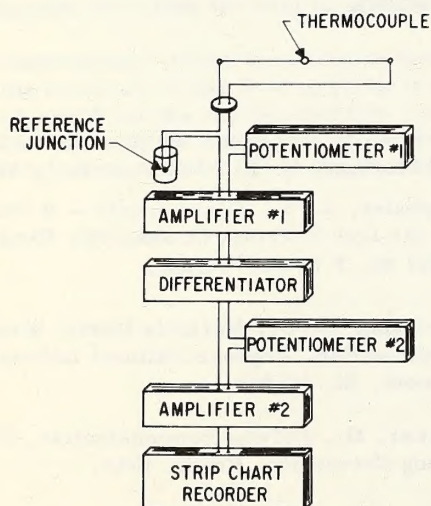 THERMOCOUPLE
REFERENCE
JUNCTION
POTENTIOMETER #1
AMPLIFIER #1
DIFFERENTIATOR
POTENTIOMETER #2
AMPLIFIER #2
STRIP CHART
RECORDER